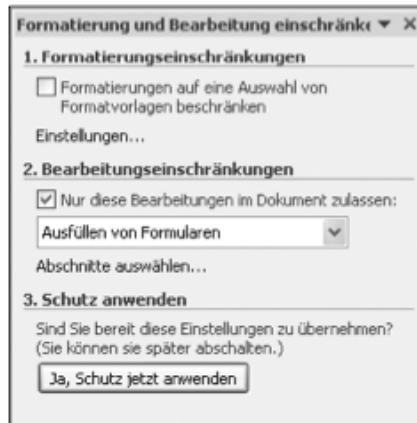 Formatierung und Bearbeitung einschränke
1. Formatierungseinschränkungen
Formatierungen auf eine Auswahl von
Formatvorlagen beschränken
Einstellungen...
2. Bearbeitungseinschränkungen
Nur diese Bearbeitungen im Dokument zulassen:
Ausfüllen von Formularen
Abschnitte auswählen...
3. Schutz anwenden
Sind Sie bereit diese Einstellungen zu übernehmen?
(Sie können sie später abschalten.)
Ja, Schutz jetzt anwenden